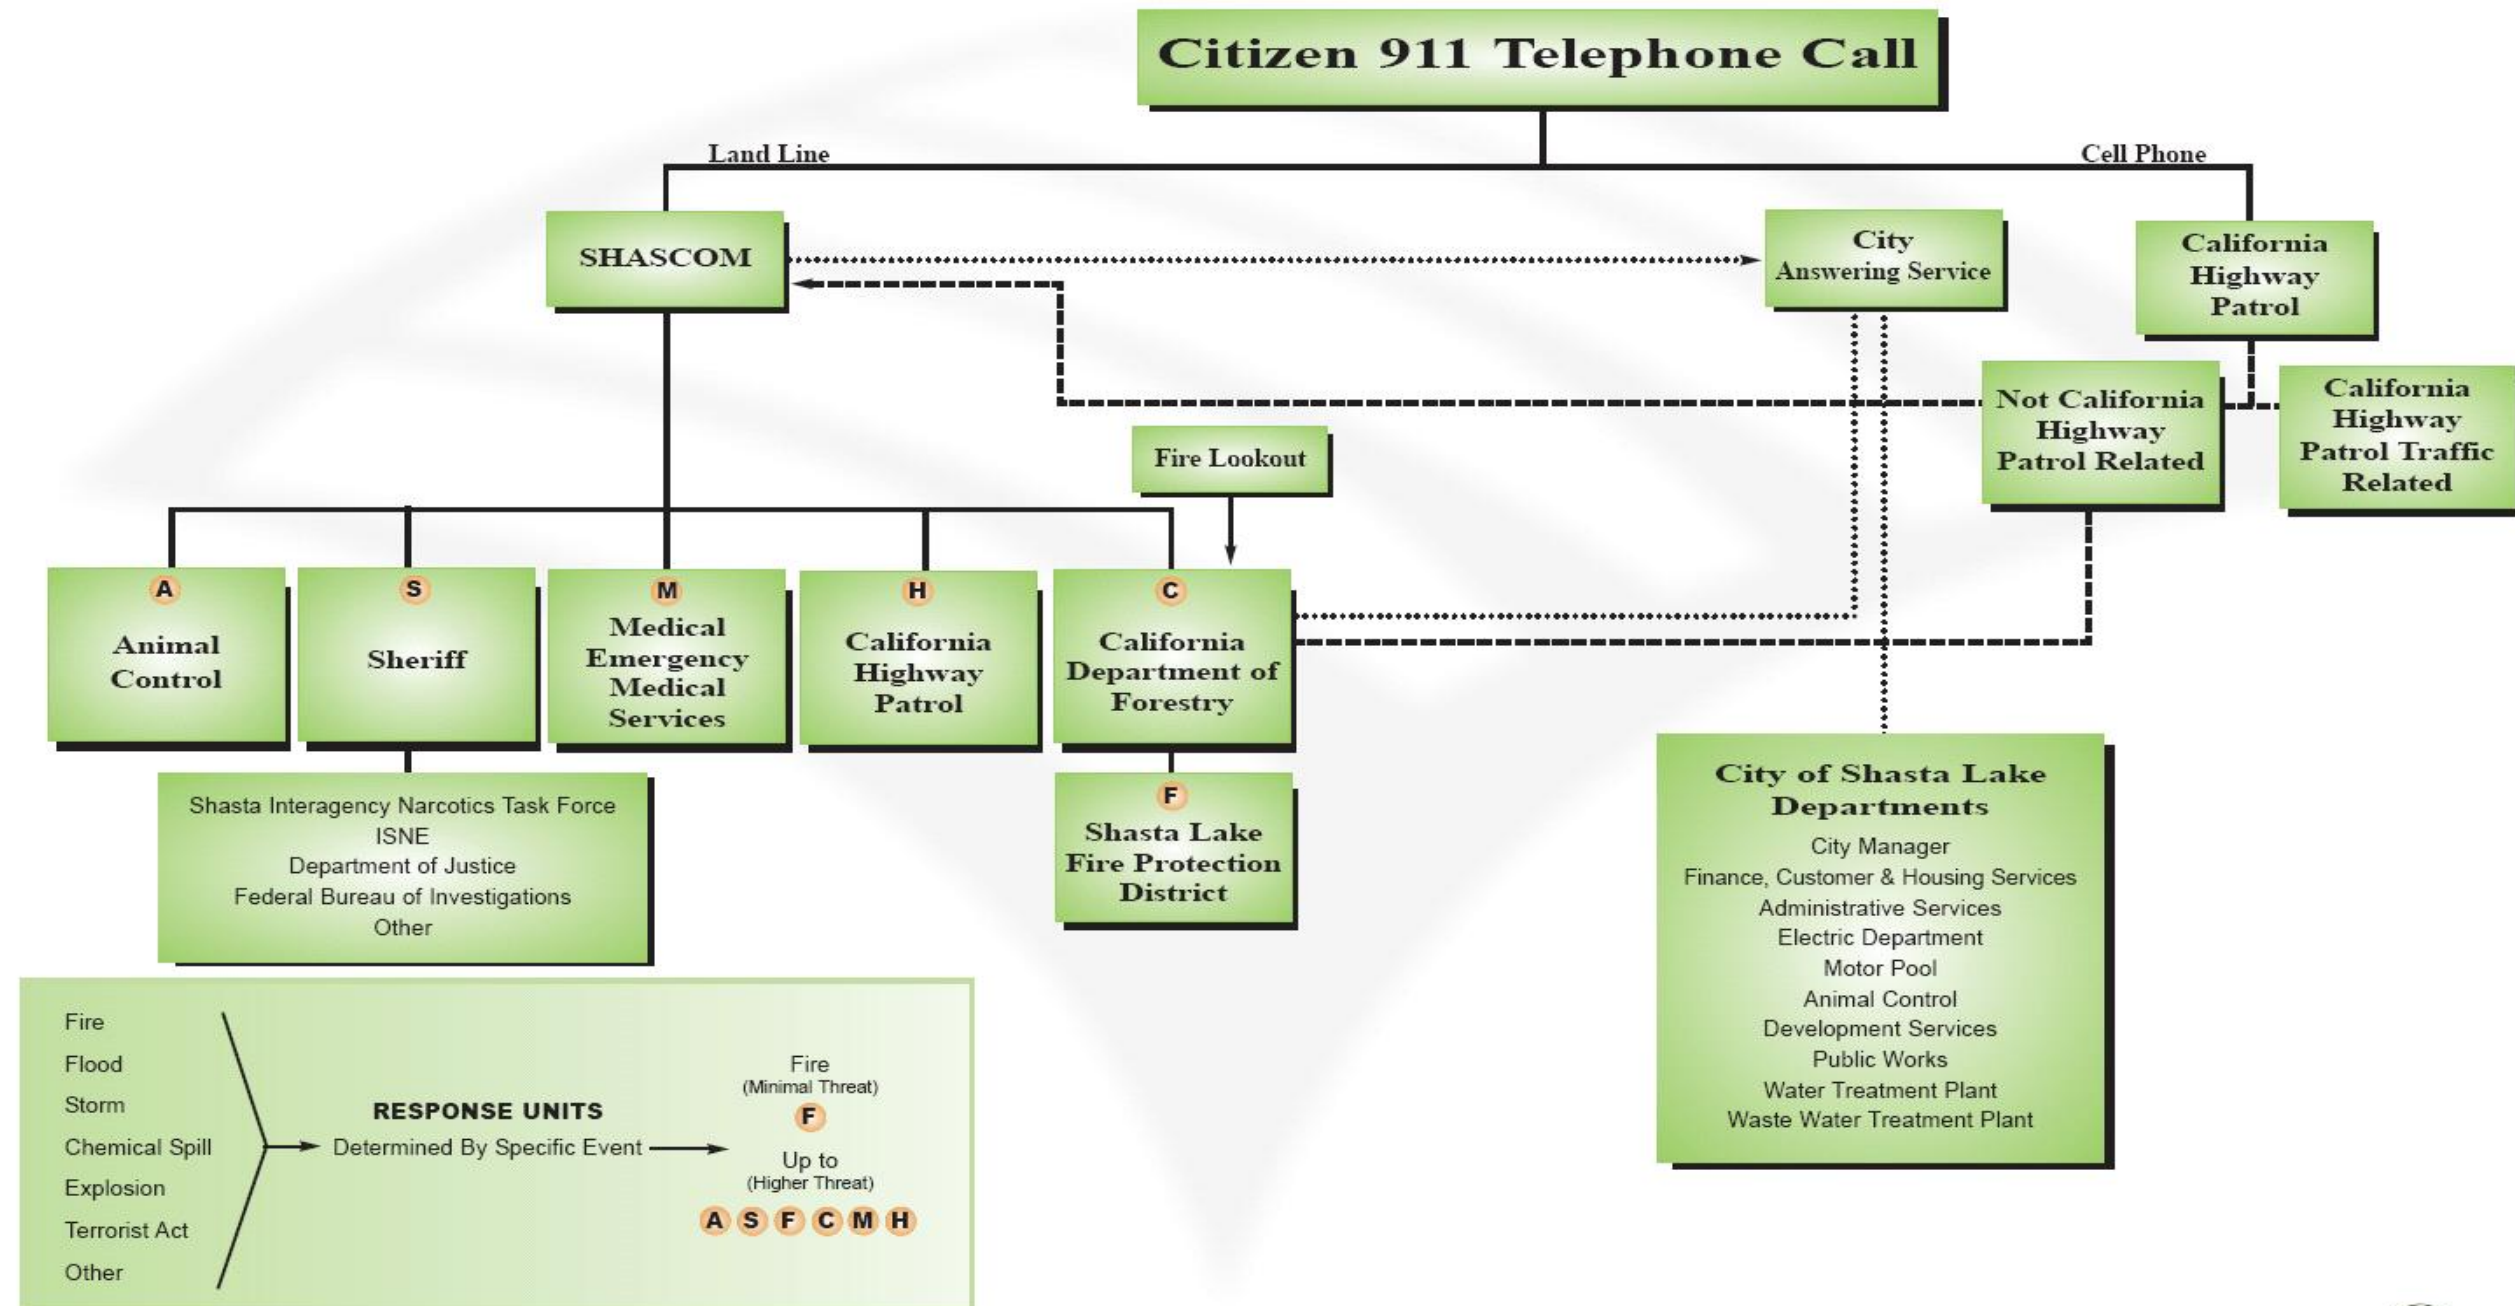 Citizen 911 Telephone Call
Land Line
Cell Phone
SHASCOM
City
Answering Service
California
Highway
Patrol
Not California
Highway
Patrol Related
California
Highway
Patrol Traffic
Related
Fire Lookout
A
Animal
Control
S
Sheriff
M
Medical
Emergency
Medical
Services
H
California
Highway
Patrol
C
California
Department of
Forestry
Shasta Interagency Narcotics Task Force
ISNE
Department of Justice
Federal Bureau of Investigations
Other
F
Shasta Lake
Fire Protection
District
City of Shasta Lake
Departments
City Manager
Finance, Customer & Housing Services
Administrative Services
Electric Department
Motor Pool
Animal Control
Development Services
Public Works
Water Treatment Plant
Waste Water Treatment Plant
Fire
Flood
Storm
Chemical Spill
Explosion
Terrorist Act
Other
RESPONSE UNITS
Determined By Specific Event
Fire
(Minimal Threat)
F
Up to
(Higher Threat)
A S F C M H